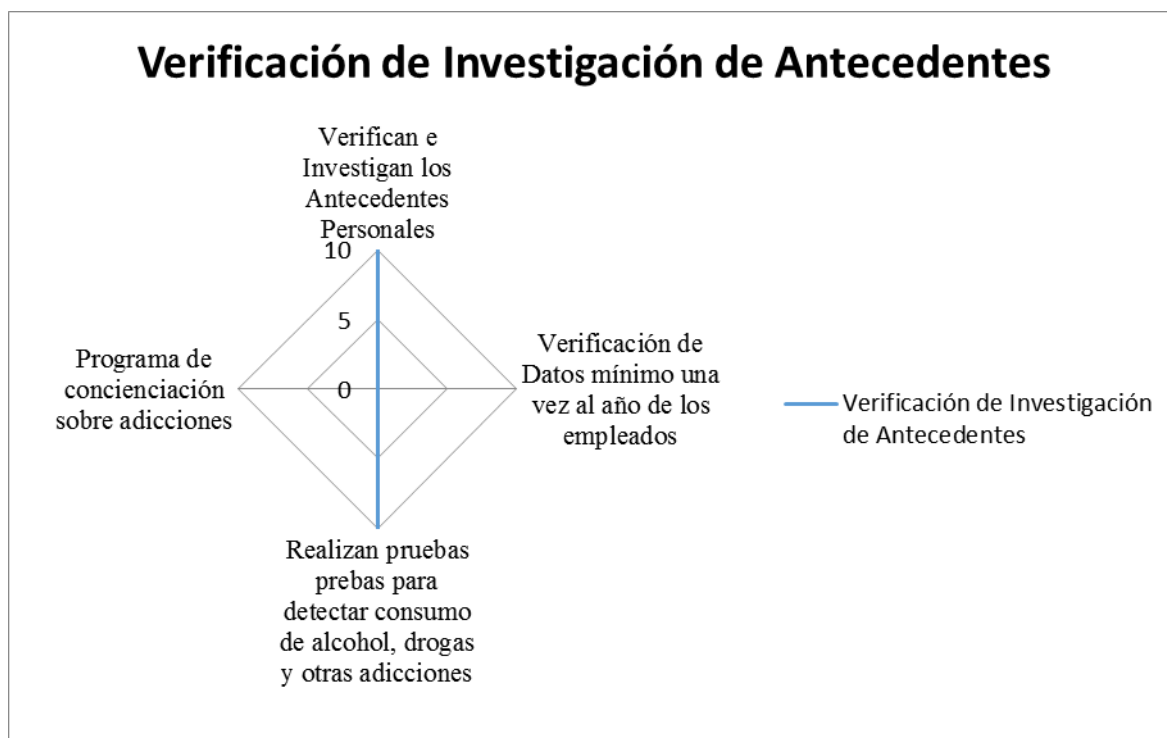 Verificación de Investigación de Antecedentes
Verifican e
Investigan los
Antecedentes
Personales
10
5
0
Programa de
concienciación
sobre adicciones
Verificación de
Datos mínimo una
vez al año de los
empleados
Verificación de Investigación
de Antecedentes
Realizan pruebas
prebas para
detectar consumo
de alcohol, drogas
y otras adicciones